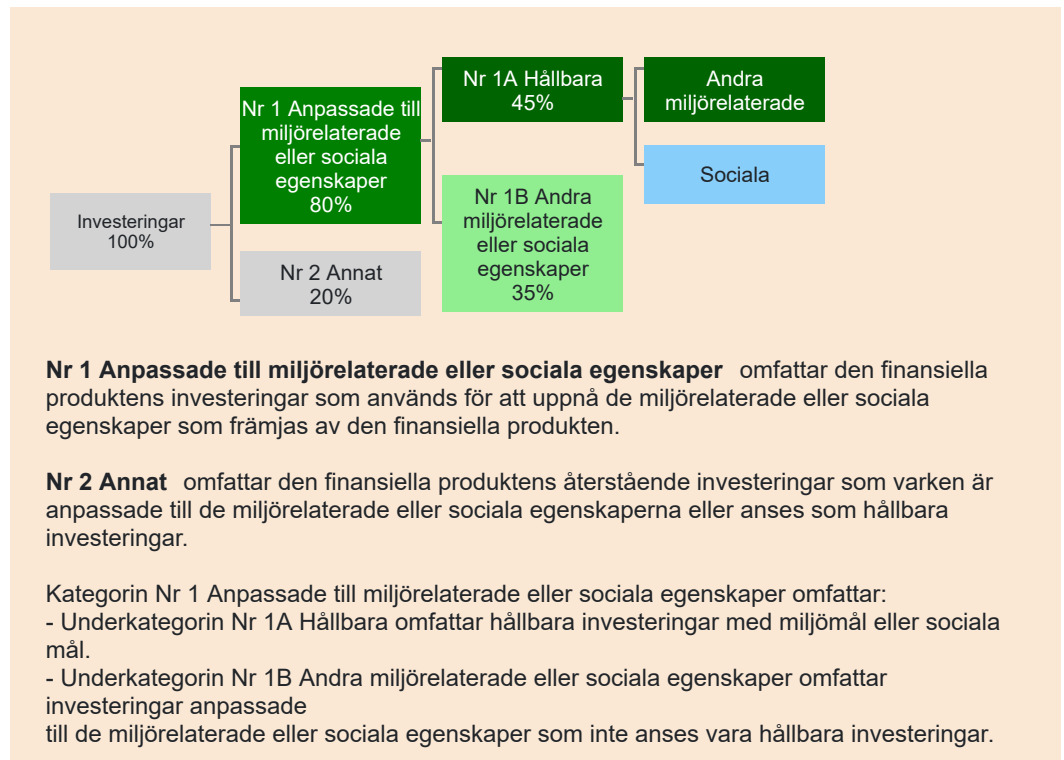 Investeringar
100%
Nr 1 Anpassade till
miljörelaterade
eller sociala
egenskaper
80%
Nr 2 Annat
20%
Nr 1A Hållbara
45%
Nr 1B Andra
miljörelaterade
eller sociala
egenskaper
35%
Andra
miljörelaterade
Sociala
Nr 1 Anpassade till miljörelaterade eller sociala egenskaper omfattar den finansiella
produktens investeringar som används för att uppnå de miljörelaterade eller sociala
egenskaper som främjas av den finansiella produkten.
Nr 2 Annat omfattar den finansiella produktens återstående investeringar som varken är
anpassade till de miljörelaterade eller sociala egenskaperna eller anses som hållbara
investeringar.
Kategorin Nr 1 Anpassade till miljörelaterade eller sociala egenskaper omfattar:
- Underkategorin Nr 1A Hållbara omfattar hållbara investeringar med miljömål eller sociala
mål.
- Underkategorin Nr 1B Andra miljörelaterade eller sociala egenskaper omfattar
investeringar anpassade
till de miljörelaterade eller sociala egenskaper som inte anses vara hållbara investeringar.